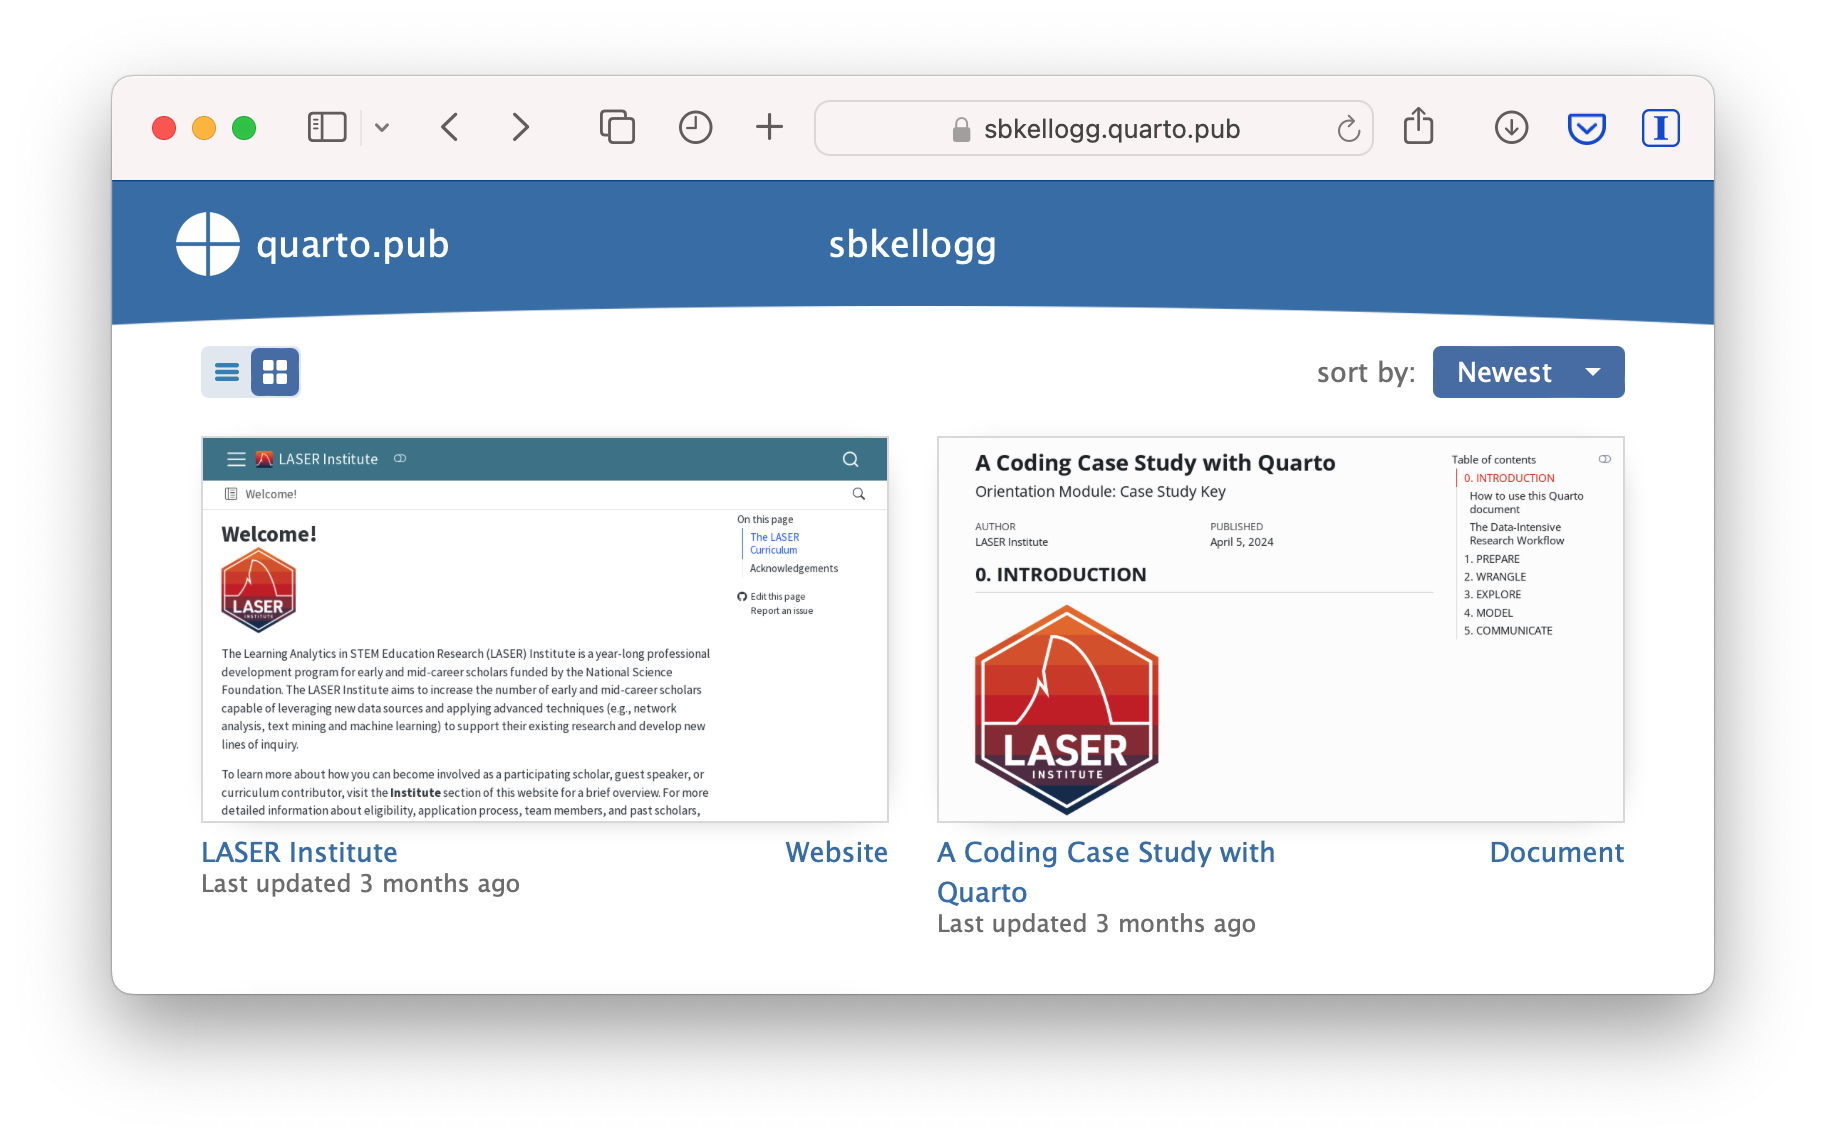 sbkellogg.quarto.pub
quarto.pub
sbkellogg
sort by:
Newest
LASER Institute
Welcome!
Welcome!
LASER
INSTITUTE
The Learning Analytics in STEM Education Research (LASER) Institute is a year-long professional
development program for early and mid-career scholars funded by the National Science
Foundation. The LASER Institute aims to increase the number of early and mid-career scholars
capable of leveraging new data sources and applying advanced techniques (e.g., network
analysis, text mining and machine learning) to support their existing research and develop new
lines of inquiry.
To learn more about how you can become involved as a participating scholar, guest speaker, or
curriculum contributor, visit the Institute section of this website for a brief overview. For more
detailed information about eligibility, application process, team members, and past scholars,
On this page
The LASER
Curriculum
Acknowledgements
Edit this page
Report an issue
LASER Institute
Website
Last updated 3 months ago
A Coding Case Study with Quarto
Orientation Module: Case Study Key
AUTHOR
LASER Institute
PUBLISHED
April 5, 2024
0. INTRODUCTION
LASER
INSTITUTE
Table of contents
0. INTRODUCTION
How to use this Quarto
document
The Data-Intensive
Research Workflow
1. PREPARE
2. WRANGLE
3. EXPLORE
4. MODEL
5. COMMUNICATE
A Coding Case Study with
Quarto
Document
Last updated 3 months ago